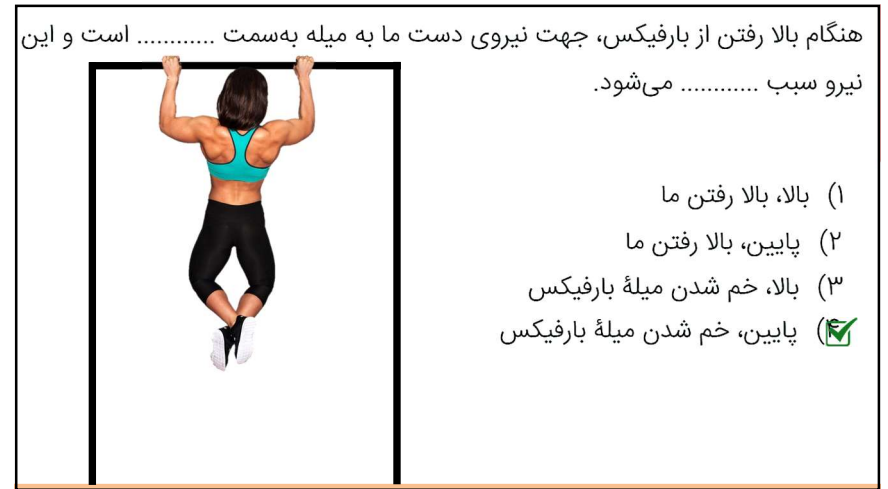 هنگام بالا رفتن از بارفیکس، جهت نیروی دست ما به میله به‌سمت ............ است و این
نیرو سبب ............ می‌شود.
۱) بالا، بالا رفتن ما
۲) پایین، بالا رفتن ما
۳) بالا، خم شدن میلهٔ بارفیکس
۴) پایین، خم شدن میلهٔ بارفیکس